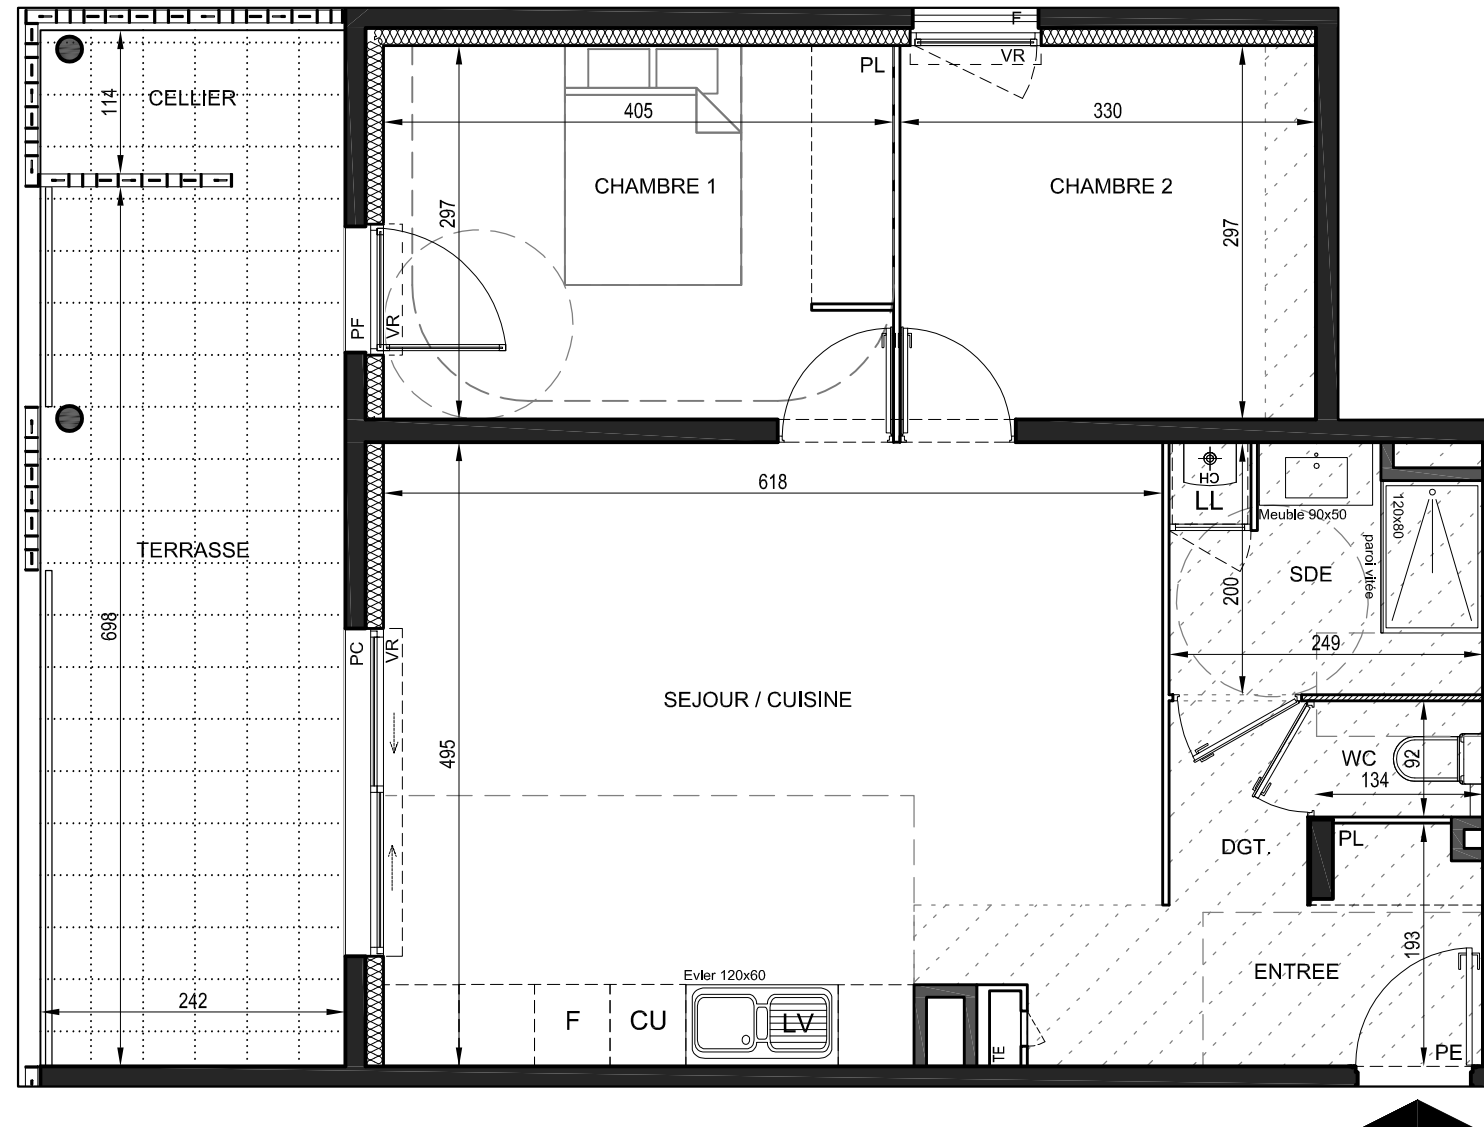 F
VR
PL
114
CELLIER
405
330
CHAMBRE 1
CHAMBRE 2
297
297
PF
VR
618
CH
LL
Meuble 90x50
120x80
paroi vitée
TERRASSE
SDE
200
698
249
PC
VR
SEJOUR / CUISINE
495
WC
92
134
DGT.
PL
193
ENTREE
Evier 120x60
242
F
CU
LV
TE
PE